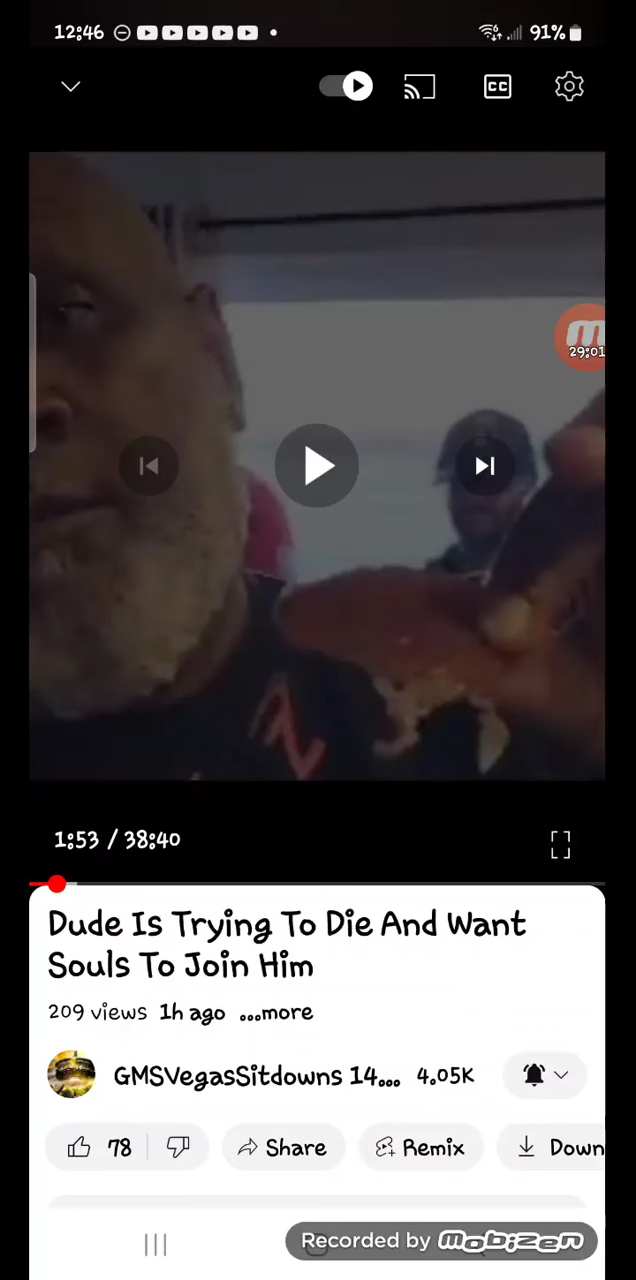 12:46 91%
CC
29:01
1:53 / 38:40
Dude Is Trying To Die And Want
Souls To Join Him
209 views 1h ago ...more
GMSVegasSitdowns 14... 4.05K
78 Share Remix Down
Recorded by mobizen